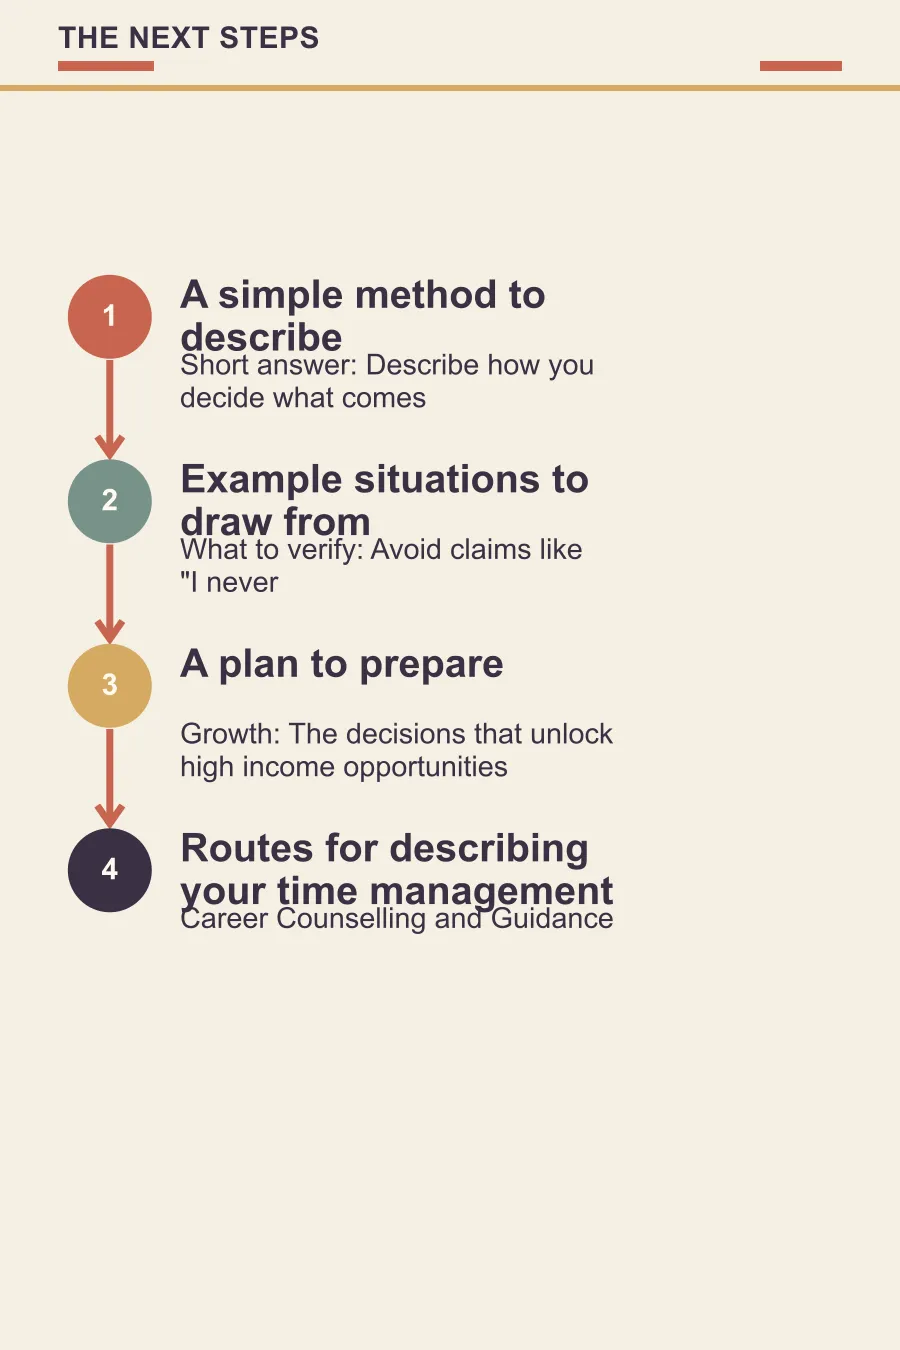 THE NEXT STEPS
1
A simple method to
describe
Short answer: Describe how you
decide what comes
2
Example situations to
draw from
What to verify: Avoid claims like
"I never
3
A plan to prepare
Growth: The decisions that unlock
high income opportunities
4
Routes for describing
your time management
Career Counselling and Guidance